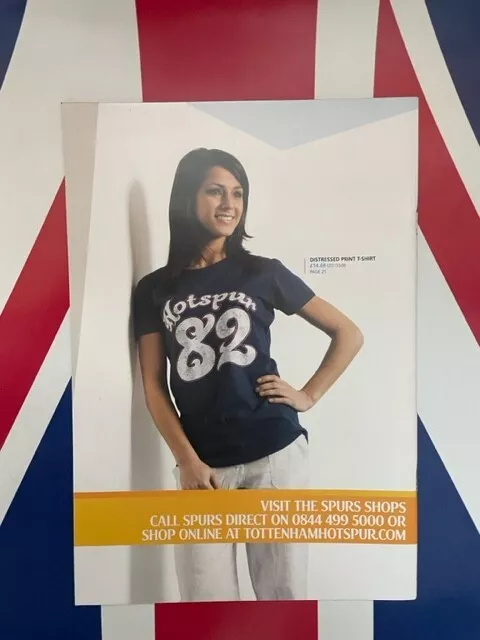 DISTRESSED PRINT T-SHIRT
PAGE 21
Hotspur
82
VISIT THE SPURS SHOPS
CALL SPURS DIRECT ON 0844 499 5000 OR
SHOP ONLINE AT TOTTENHAMHOTSPUR.COM